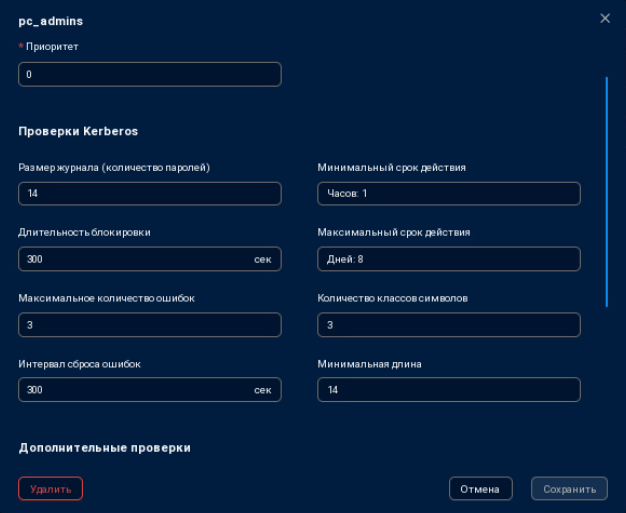 pc_admins
* Приоритет
0
Проверки Kerberos
Размер журнала (количество паролей)
Минимальный срок действия
14
Часов: 1
Длительность блокировки
Максимальный срок действия
300 сек
Дней: 8
Максимальное количество ошибок
Количество классов символов
3
3
Интервал сброса ошибок
Минимальная длина
300 сек
14
Дополнительные проверки
Удалить
Отмена
Сохранить